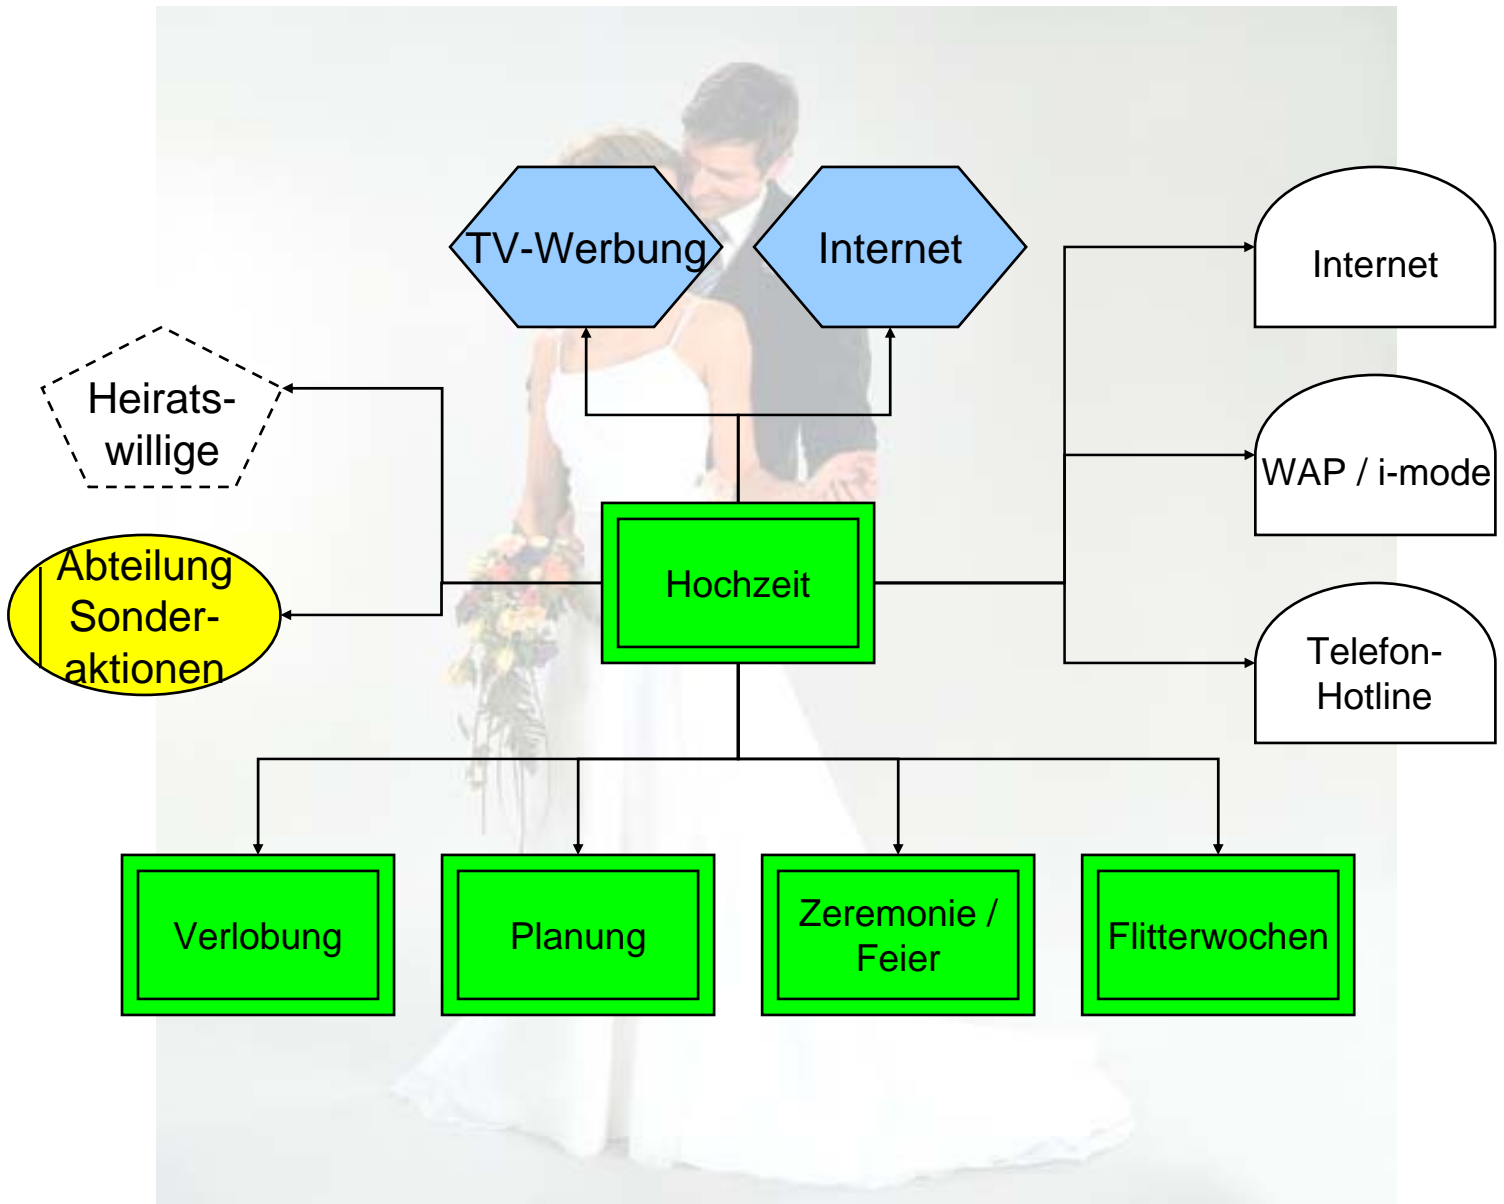 TV-Werbung
Internet
Internet
Heirats-
willige
WAP / i-mode
Abteilung
Sonder-
aktionen
Hochzeit
Telefon-
Hotline
Verlobung
Planung
Zeremonie /
Feier
Flitterwochen